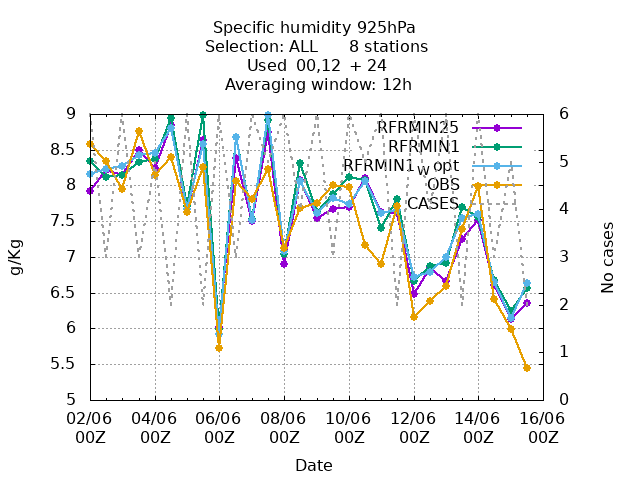 Specific humidity 925hPa
Selection: ALL 8 stations
Used 00,12 + 24
Averaging window: 12h
RFRMIN25
RFRMIN1
RFRMIN1w opt
OBS
CASES
g/Kg
9
8.5
8
7.5
7
6.5
6
5.5
5
No cases
6
5
4
3
2
1
0
02/06 04/06 06/06 08/06 10/06 12/06 14/06 16/06
00Z 00Z 00Z 00Z 00Z 00Z 00Z 00Z
Date